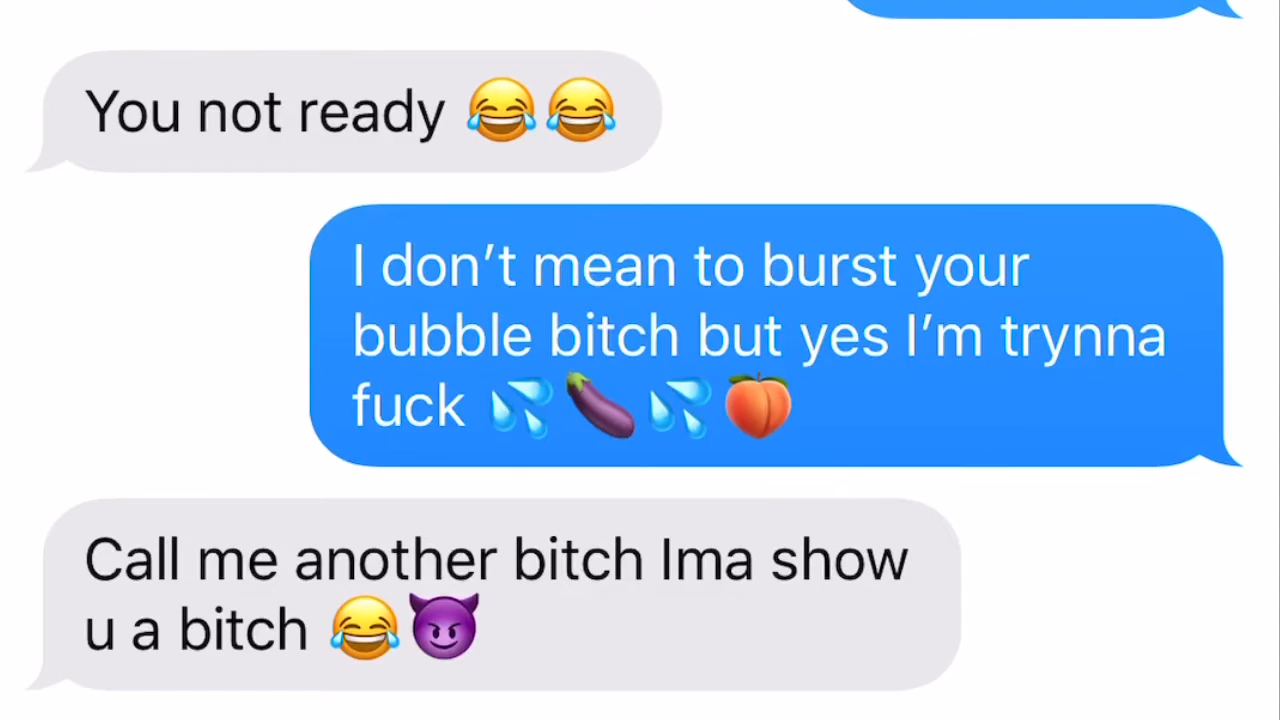 You not ready 😂😂
I don’t mean to burst your
bubble bitch but yes I’m trynna
fuck 💦🍆💦🍑
Call me another bitch Ima show
u a bitch 😂😈